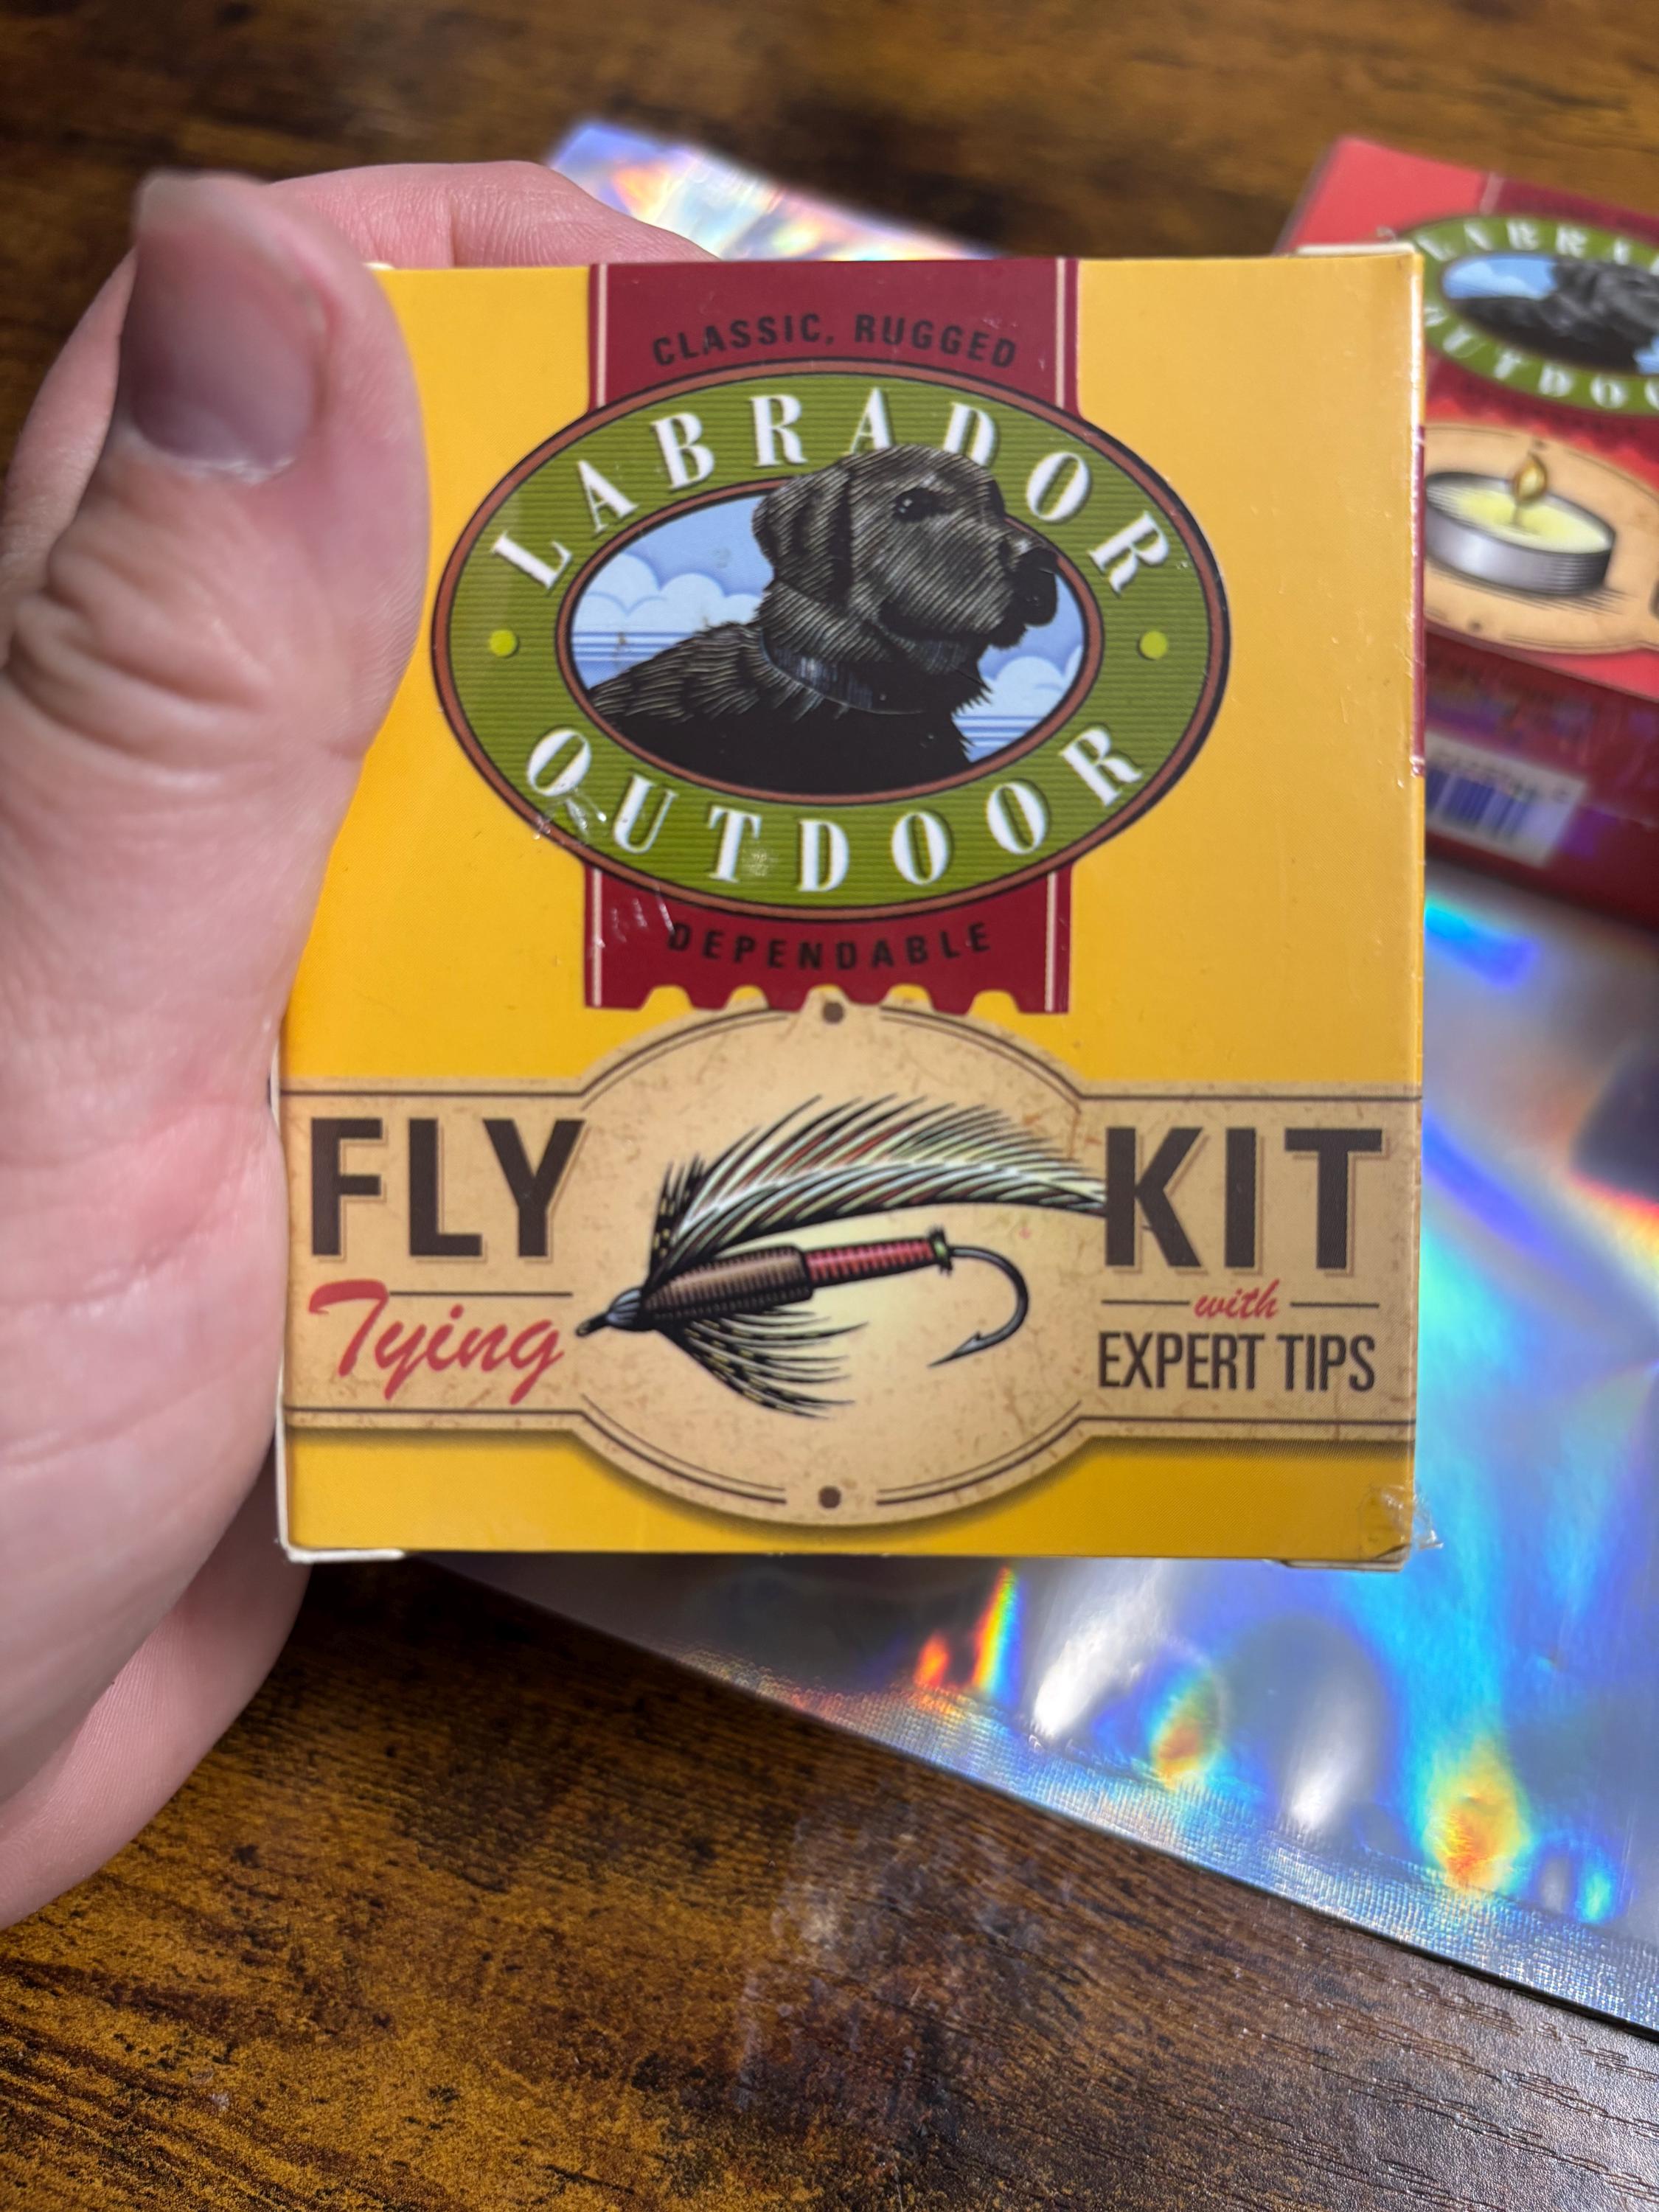 CLASSIC, RUGGED
LABRADOR
OUTDOOR
DEPENDABLE
FLY
Tying
KIT
with
EXPERT TIPS